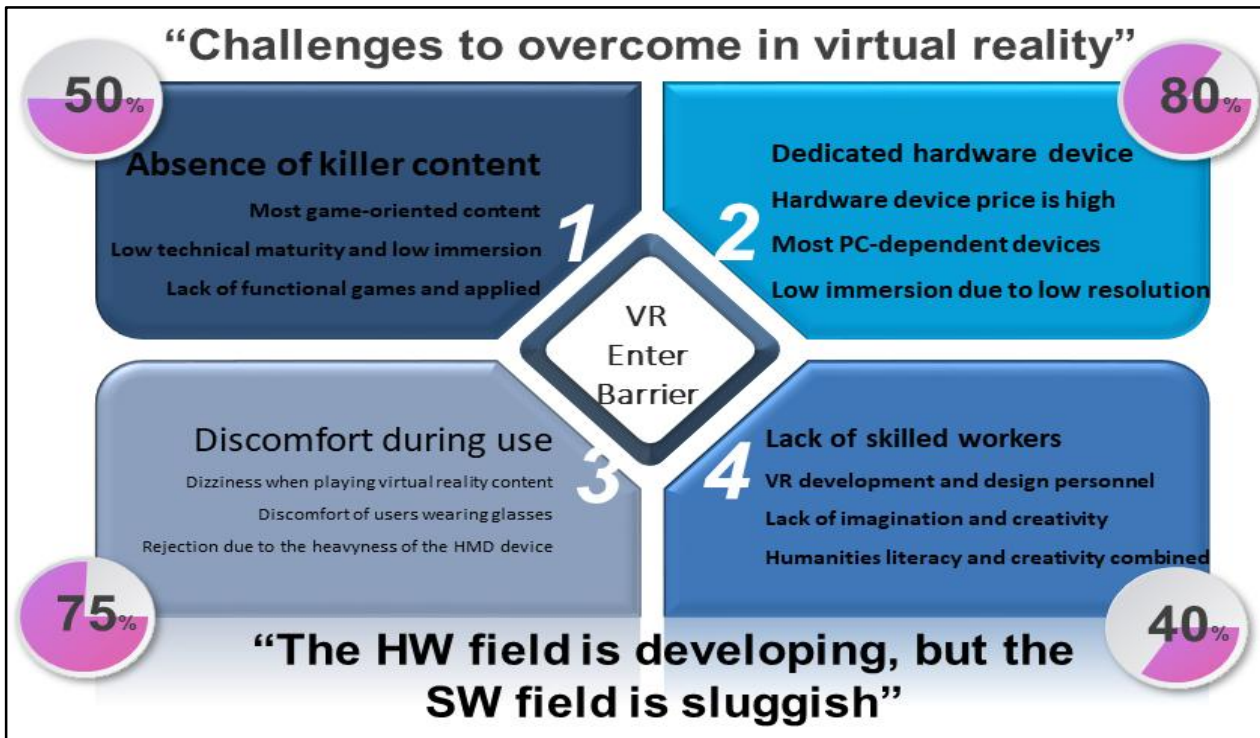 “Challenges to overcome in virtual reality”
50%
Absence of killer content
Most game-oriented content
Low technical maturity and low immersion
Lack of functional games and applied
1
80%
Dedicated hardware device
Hardware device price is high
Most PC-dependent devices
Low immersion due to low resolution
2
VR
Enter
Barrier
Discomfort during use
Dizziness when playing virtual reality content
Discomfort of users wearing glasses
Rejection due to the heavyness of the HMD device
3
75%
Lack of skilled workers
VR development and design personnel
Lack of imagination and creativity
Humanities literacy and creativity combined
4
40%
“The HW field is developing, but the
SW field is sluggish”